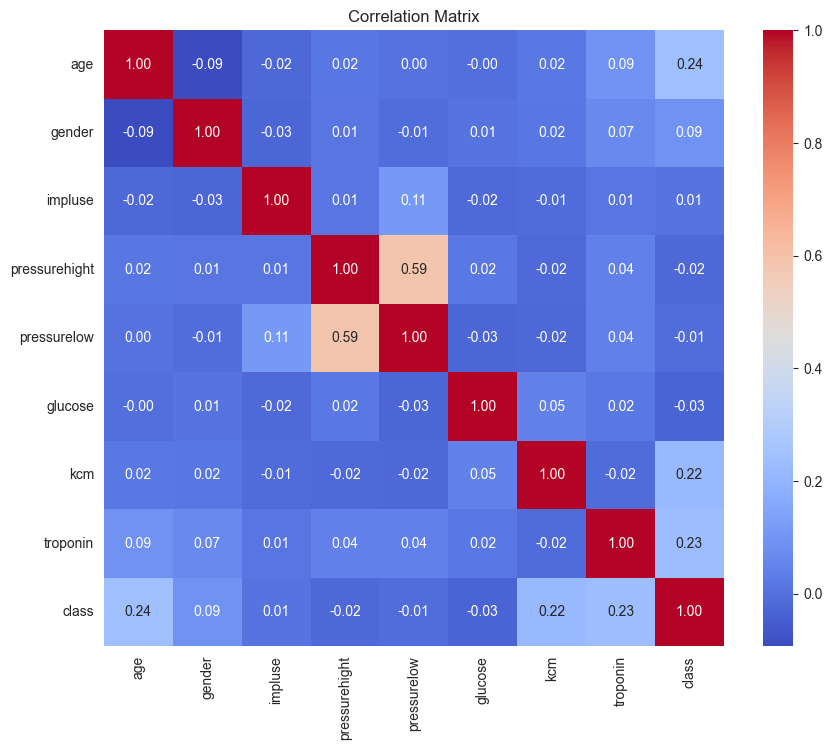 Correlation Matrix
age 1.00 -0.09 -0.02 0.02 0.00 -0.00 0.02 0.09 0.24
gender -0.09 1.00 -0.03 0.01 -0.01 0.01 0.02 0.07 0.09
impluse -0.02 -0.03 1.00 0.01 0.11 -0.02 -0.01 0.01 0.01
pressurehight 0.02 0.01 0.01 1.00 0.59 0.02 -0.02 0.04 -0.02
pressurelow 0.00 -0.01 0.11 0.59 1.00 -0.03 -0.02 0.04 -0.01
glucose -0.00 0.01 -0.02 0.02 -0.03 1.00 0.05 0.02 -0.03
kcm 0.02 0.02 -0.01 -0.02 -0.02 0.05 1.00 -0.02 0.22
troponin 0.09 0.07 0.01 0.04 0.04 0.02 -0.02 1.00 0.23
class 0.24 0.09 0.01 -0.02 -0.01 -0.03 0.22 0.23 1.00
age gender impluse pressurehight pressurelow glucose kcm troponin class
1.0
0.8
0.6
0.4
0.2
0.0